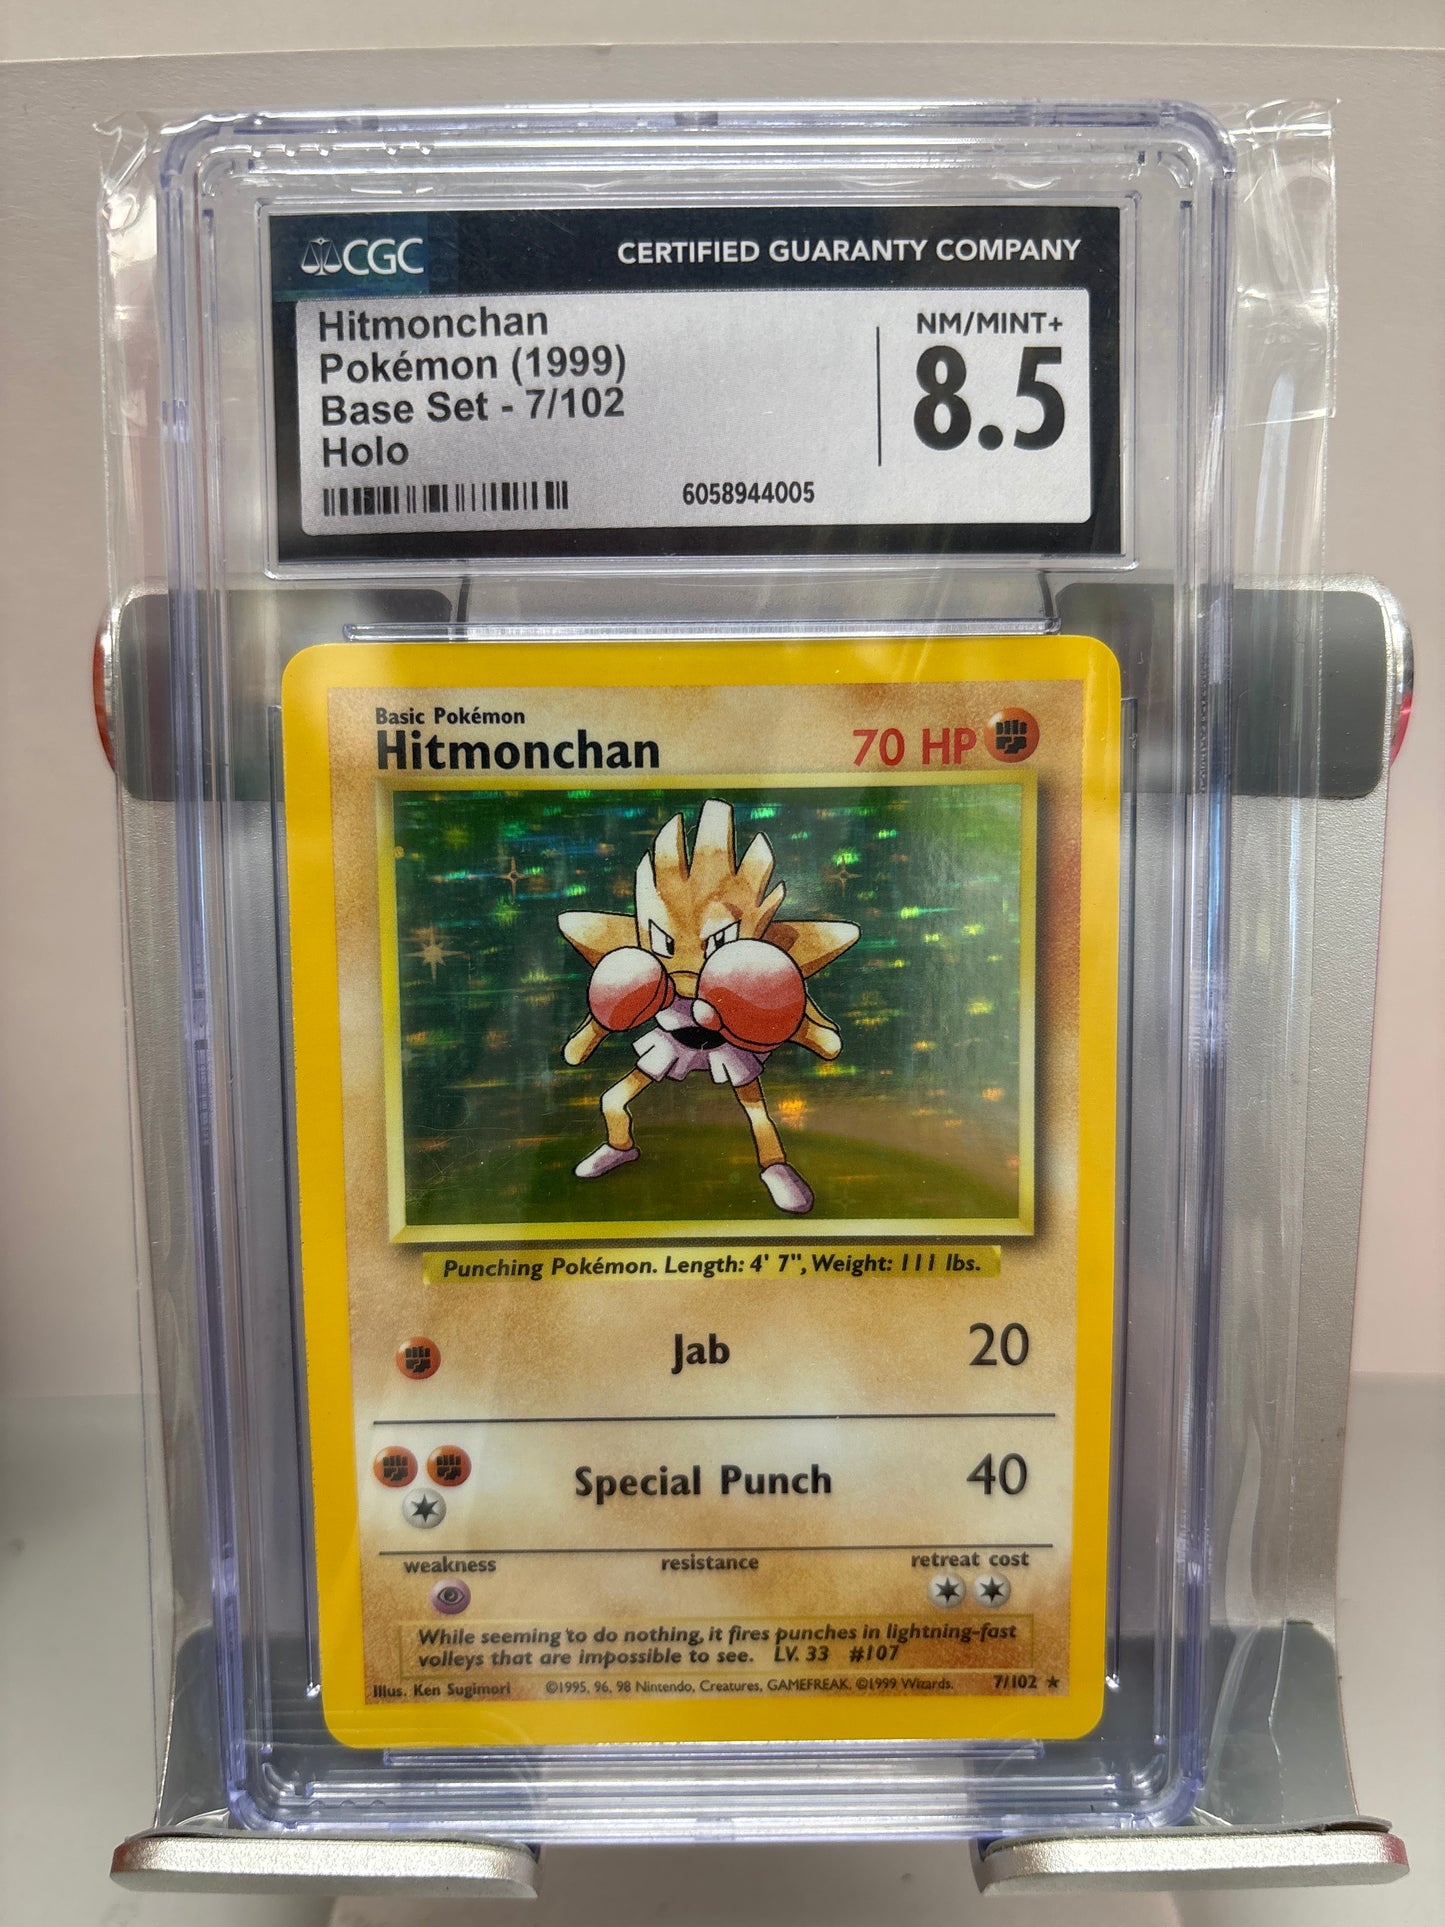 CGC
CERTIFIED GUARANTY COMPANY
Hitmonchan
Pokémon (1999)
Base Set - 7/102
Holo
NM/MINT+
8.5
6058944005
Basic Pokémon
Hitmonchan
70 HP
Punching Pokémon. Length: 4' 7", Weight: 111 lbs.
Jab 20
Special Punch 40
weakness resistance retreat cost
While seeming to do nothing, it fires punches in lightning-fast
volleys that are impossible to see. LV. 33 #107
Illus. Ken Sugimori ©1995, 96, 98 Nintendo, Creatures, GAMEFREAK. ©1999 Wizards. 7/102 ★